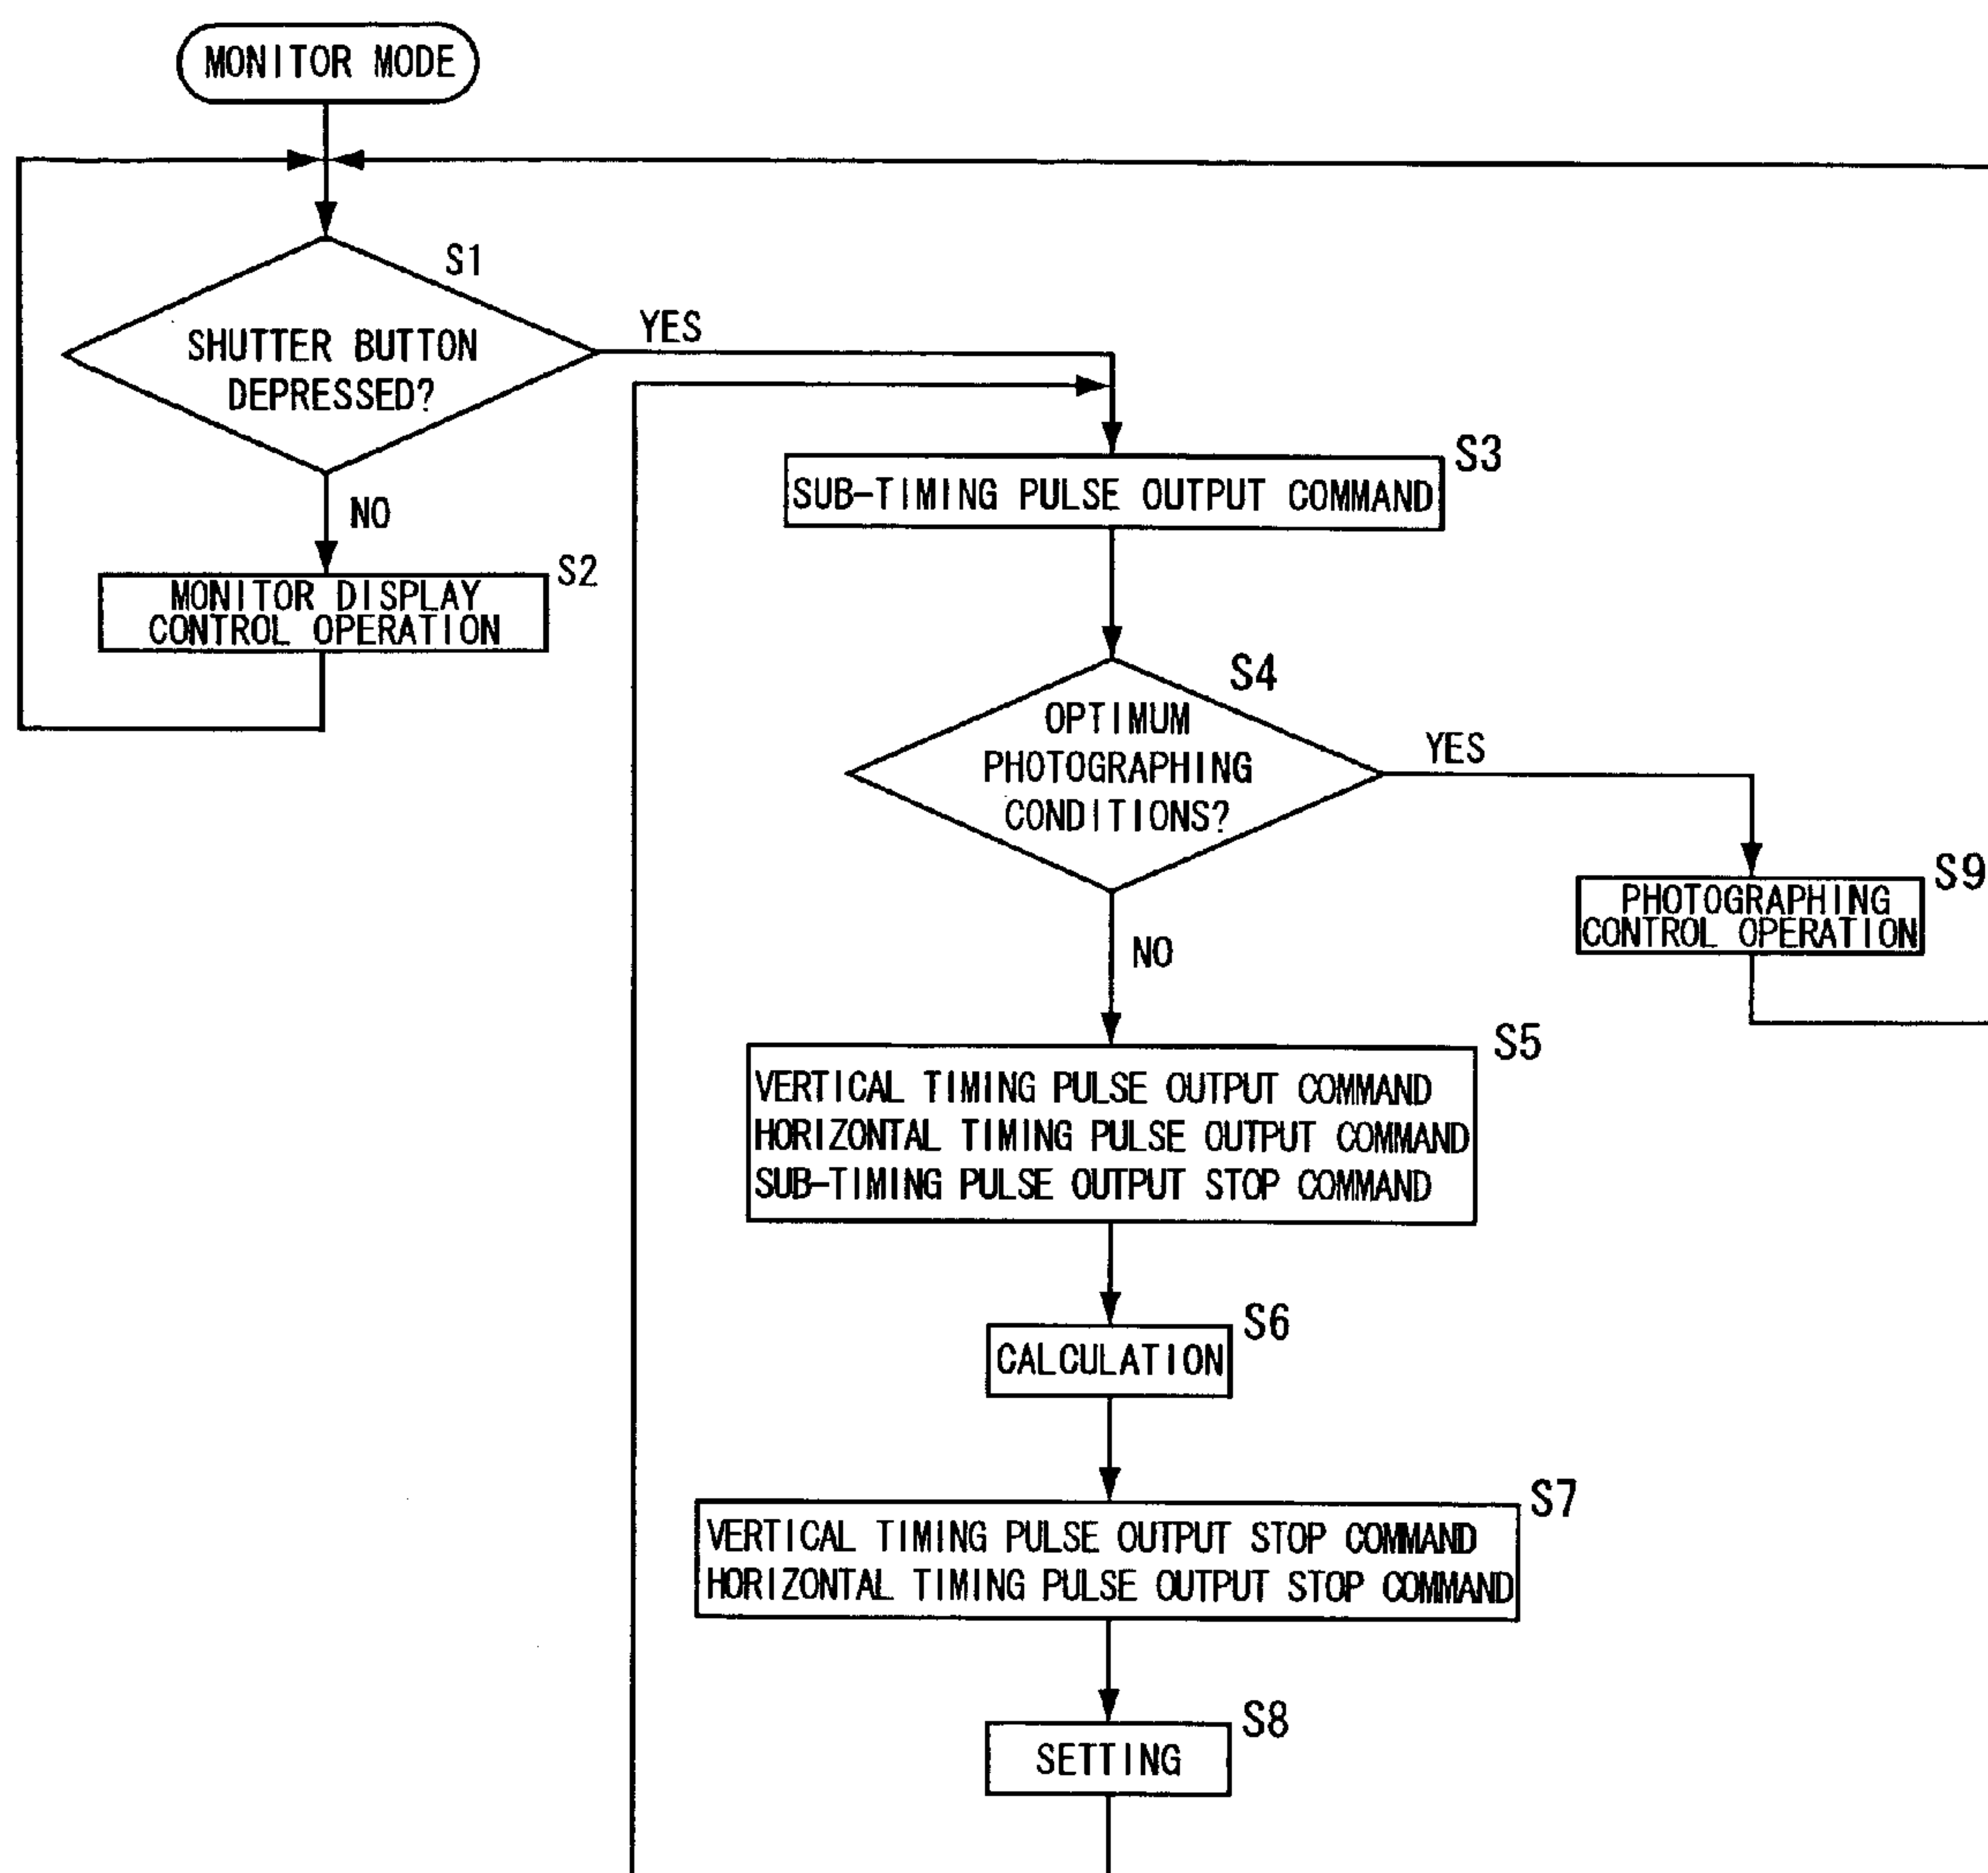 MONITOR MODE
S1
SHUTTER BUTTON
DEPRESSED?
YES
NO
S2
MONITOR DISPLAY
CONTROL OPERATION
S3
SUB-TIMING PULSE OUTPUT COMMAND
S4
OPTIMUM
PHOTOGRAPHING
CONDITIONS?
YES
NO
S9
PHOTOGRAPHING
CONTROL OPERATION
S5
VERTICAL TIMING PULSE OUTPUT COMMAND
HORIZONTAL TIMING PULSE OUTPUT COMMAND
SUB-TIMING PULSE OUTPUT STOP COMMAND
S6
CALCULATION
S7
VERTICAL TIMING PULSE OUTPUT STOP COMMAND
HORIZONTAL TIMING PULSE OUTPUT STOP COMMAND
S8
SETTING